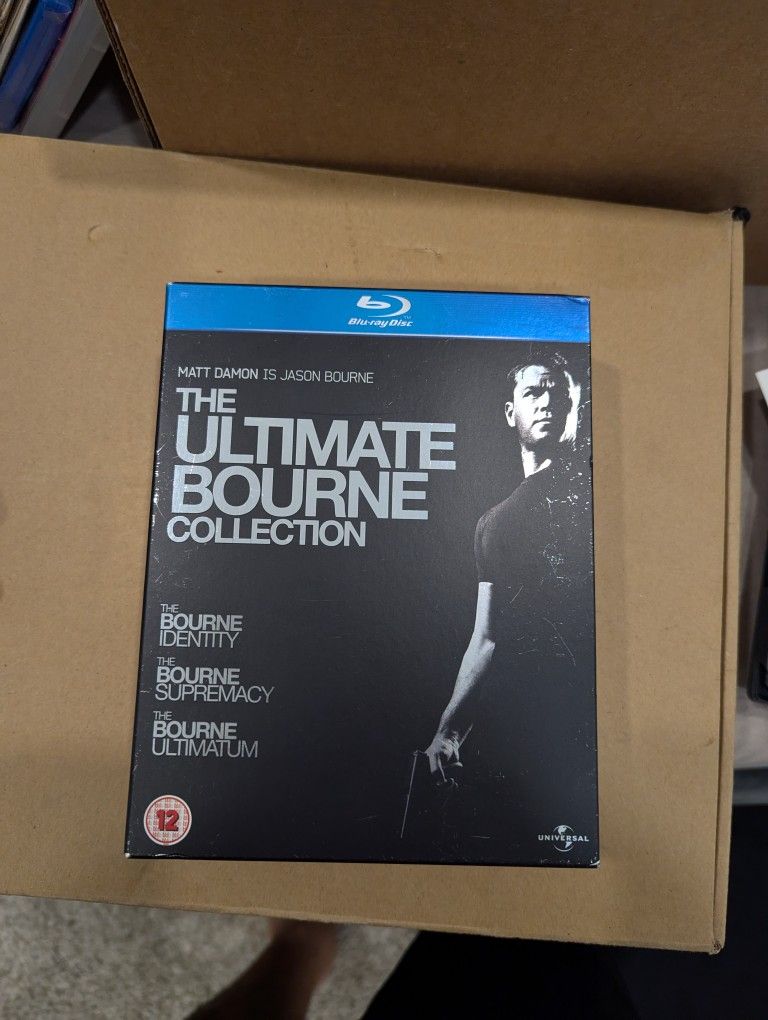 Blu-ray Disc
TM
MATT DAMON IS JASON BOURNE
THE
ULTIMATE
BOURNE
COLLECTION
THE
BOURNE
IDENTITY
THE
BOURNE
SUPREMACY
THE
BOURNE
ULTIMATUM
12
UNIVERSAL